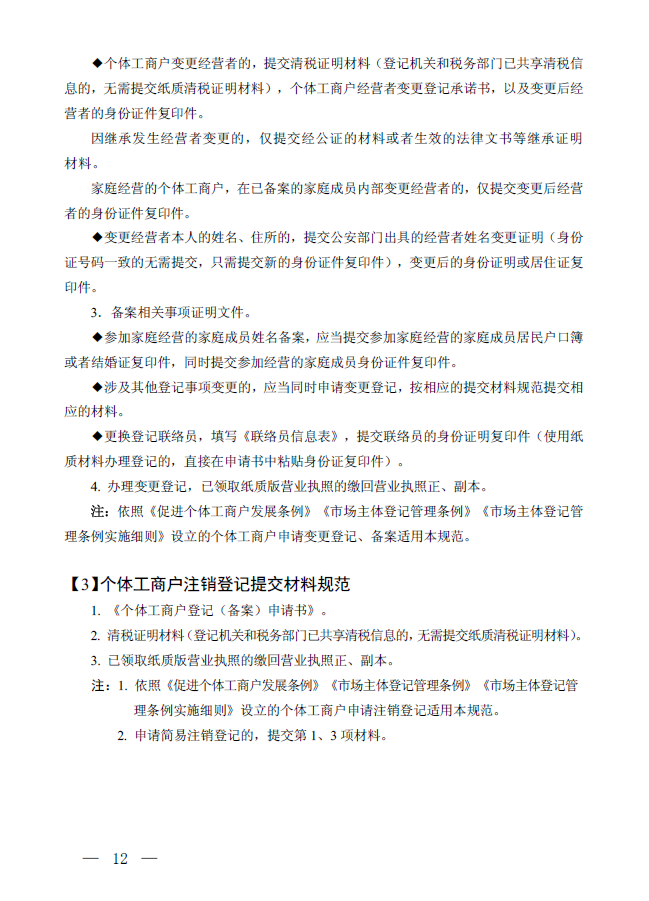 ◆个体工商户变更经营者的，提交清税证明材料（登记机关和税务部门已共享清税信
息的，无需提交纸质清税证明材料），个体工商户经营者变更登记承诺书，以及变更后经
营者的身份证件复印件。
因继承发生经营者变更的，仅提交经公证的材料或者生效的法律文书等继承证明
材料。
家庭经营的个体工商户，在已备案的家庭成员内部变更经营者的，仅提交变更后经营
者的身份证件复印件。
◆变更经营者本人的姓名、住所的，提交公安部门出具的经营者姓名变更证明（身份
证号码一致的无需提交，只需提交新的身份证件复印件），变更后的身份证明或居住证复
印件。
3．备案相关事项证明文件。
◆参加家庭经营的家庭成员姓名备案，应当提交参加家庭经营的家庭成员居民户口簿
或者结婚证复印件，同时提交参加经营的家庭成员身份证件复印件。
◆涉及其他登记事项变更的，应当同时申请变更登记，按相应的提交材料规范提交相
应的材料。
◆更换登记联络员，填写《联络员信息表》，提交联络员的身份证明复印件（使用纸
质材料办理登记的，直接在申请书中粘贴身份证复印件）。
4. 办理变更登记，已领取纸质版营业执照的缴回营业执照正、副本。
注：依照《促进个体工商户发展条例》《市场主体登记管理条例》《市场主体登记管
理条例实施细则》设立的个体工商户申请变更登记、备案适用本规范。
【3】个体工商户注销登记提交材料规范
1. 《个体工商户登记（备案）申请书》。
2. 清税证明材料（登记机关和税务部门已共享清税信息的，无需提交纸质清税证明材料）。
3. 已领取纸质版营业执照的缴回营业执照正、副本。
注：1. 依照《促进个体工商户发展条例》《市场主体登记管理条例》《市场主体登记管
理条例实施细则》设立的个体工商户申请注销登记适用本规范。
2. 申请简易注销登记的，提交第 1、3 项材料。
— 12 —